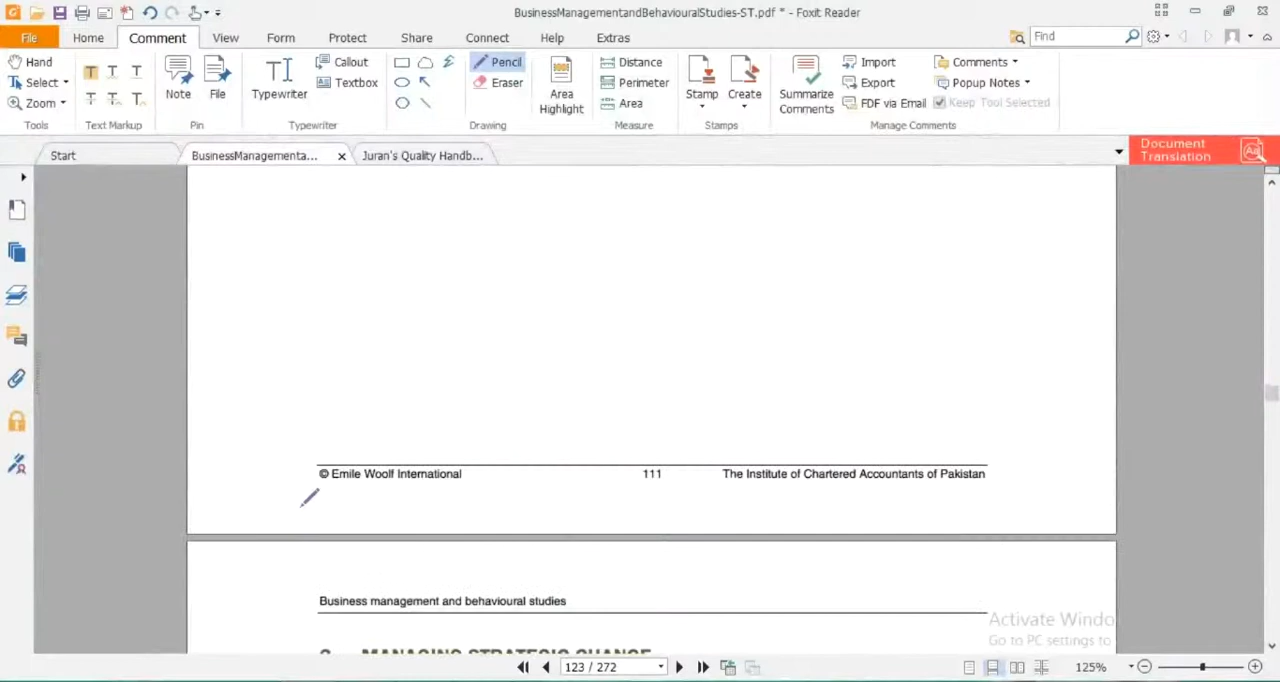 BusinessManagementandBehaviouralStudies-ST.pdf * - Foxit Reader
File Home Comment View Form Protect Share Connect Help Extras
Find
Hand
Select
Zoom
Tools
Text Markup
Note
File
Pin
Typewriter
Callout
Textbox
Typewriter
Pencil
Eraser
Drawing
Area
Highlight
Distance
Perimeter
Area
Measure
Stamp
Create
Stamps
Summarize
Comments
Import
Export
FDF via Email
Comments
Popup Notes
Keep Tool Selected
Manage Comments
Start
BusinessManagementa...
Juran's Quality Handb...
Document
Translation
© Emile Woolf International 111 The Institute of Chartered Accountants of Pakistan
Business management and behavioural studies
MANAGING STRATEGIC CHANGE
Activate Windo
Go to PC settings to
123 / 272
125%